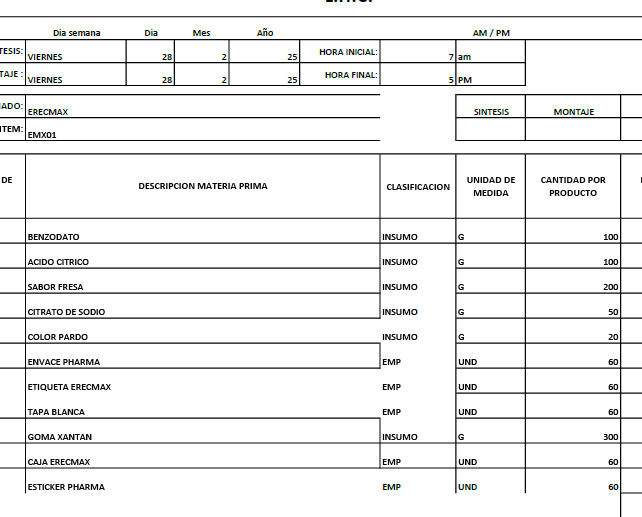 Dia semana Dia Mes Año AM / PM
TESIS: VIERNES 28 2 25 HORA INICIAL: 7 am
TAJE : VIERNES 28 2 25 HORA FINAL: 5 PM
ADO: ERECMAX SINTESIS MONTAJE
ITEM: EMX01
DE DESCRIPCION MATERIA PRIMA CLASIFICACION UNIDAD DE MEDIDA CANTIDAD POR PRODUCTO
BENZODATO INSUMO G 100
ACIDO CITRICO INSUMO G 100
SABOR FRESA INSUMO G 200
CITRATO DE SODIO INSUMO G 50
COLOR PARDO INSUMO G 20
ENVACE PHARMA EMP UND 60
ETIQUETA ERECMAX EMP UND 60
TAPA BLANCA EMP UND 60
GOMA XANTAN INSUMO G 300
CAJA ERECMAX EMP UND 60
ESTICKER PHARMA EMP UND 60